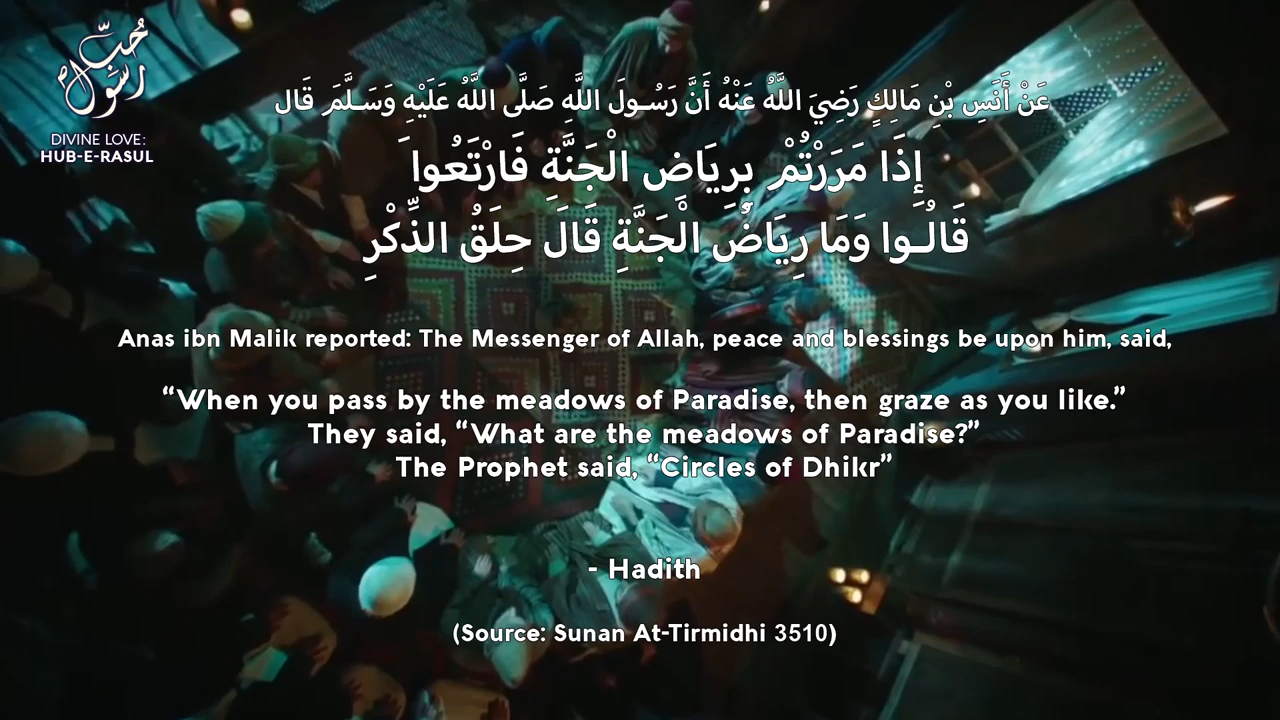 حُبِّ رَسُول
DIVINE LOVE:
HUB-E-RASUL
عَنْ أَنَسِ بْنِ مَالِكٍ رَضِيَ اللَّهُ عَنْهُ أَنَّ رَسُولَ اللَّهِ صَلَّى اللَّهُ عَلَيْهِ وَسَلَّمَ قَال
إِذَا مَرَرْتُمْ بِرِيَاضِ الْجَنَّةِ فَارْتَعُوا
قَالُوا وَمَا رِيَاضُ الْجَنَّةِ قَالَ حِلَقُ الذِّكْرِ
Anas ibn Malik reported: The Messenger of Allah, peace and blessings be upon him, said,
“When you pass by the meadows of Paradise, then graze as you like.”
They said, “What are the meadows of Paradise?”
The Prophet said, “Circles of Dhikr”
- Hadith
(Source: Sunan At-Tirmidhi 3510)